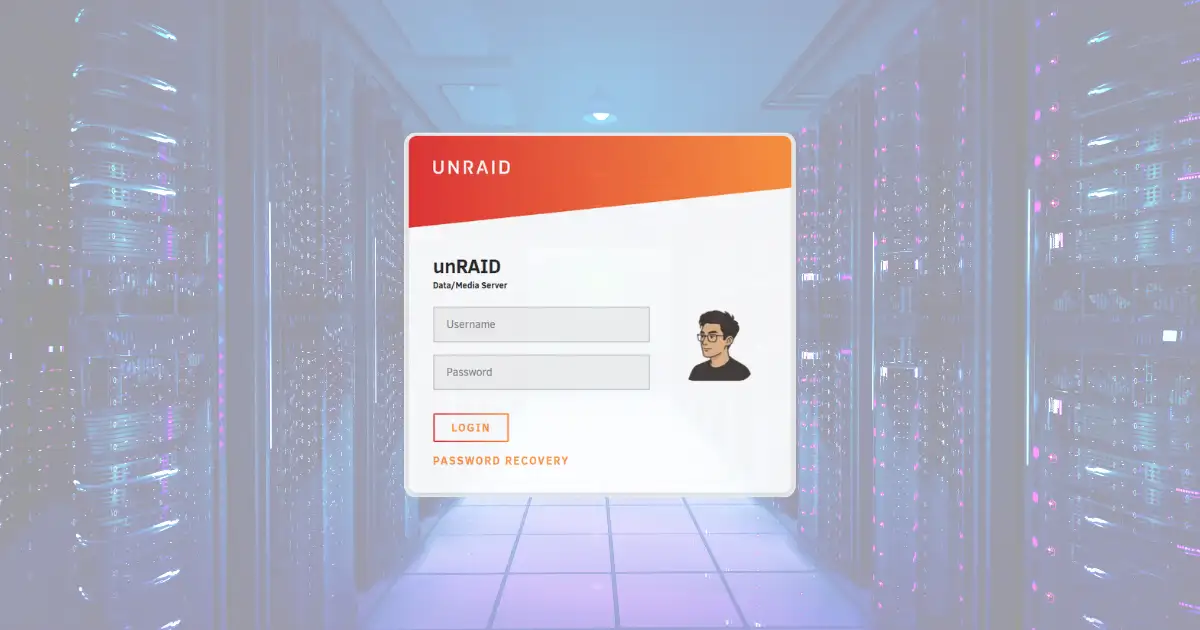 UNRAID
unRAID
Data/Media Server
Username
Password
LOGIN
PASSWORD RECOVERY